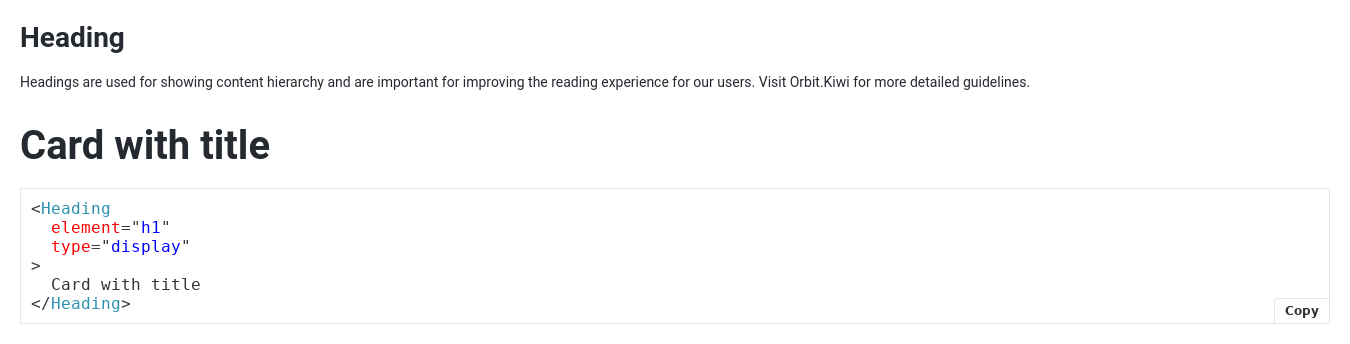 Heading
Headings are used for showing content hierarchy and are important for improving the reading experience for our users. Visit Orbit.Kiwi for more detailed guidelines.
Card with title
<Heading
  element="h1"
  type="display"
>
  Card with title
</Heading>
Copy